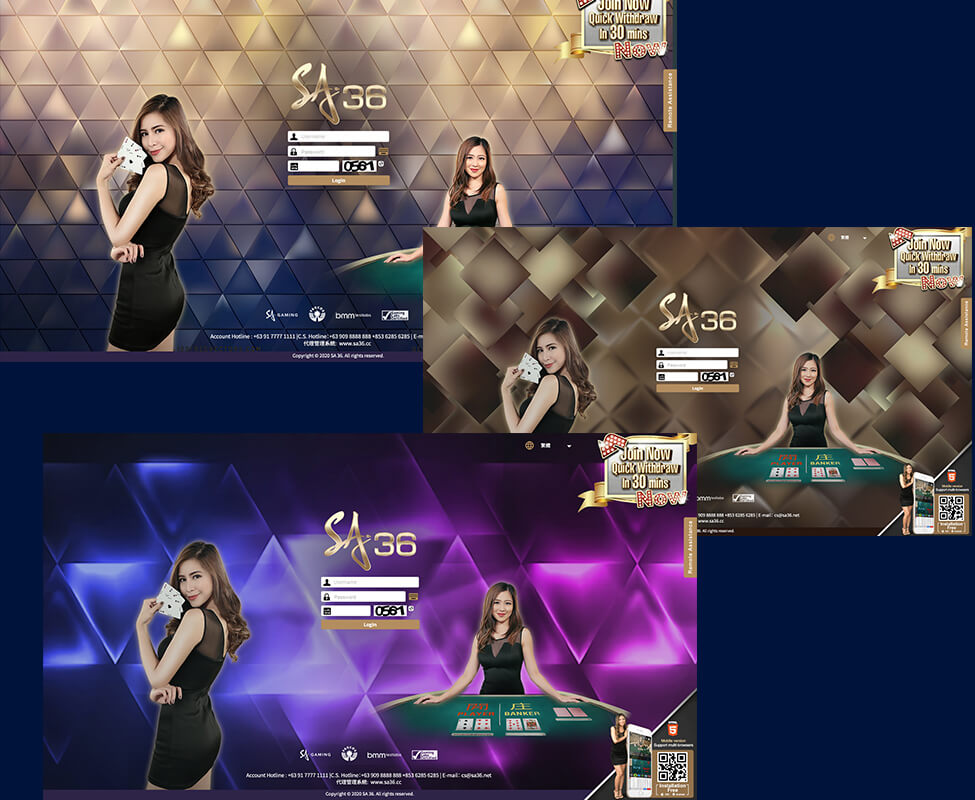 Join Now
Quick Withdraw
In 30 mins
Now
Remote Assistance
SA36
Username
Password
0561
Login
SA GAMING
bmm testlabs
Account Hotline : +63 91 7777 1111 |C.S. Hotline: +63 909 8888 888 +853 6285 6285 | E-m
代理管理系統: www.sa36.cc
Copyright © 2020 SA 36. All rights reserved.
繁體
Join Now
Quick Withdraw
In 30 mins
Now
Remote Assistance
SA36
Username
Password
0561
Login
閑 PLAYER
庄 BANKER
bmm testlabs
909 8888 888 +853 6285 6285 | E-mail: cs@sa36.net
www.sa36.cc
rights reserved.
Mobile version
Support multi-browsers
Installation
Free
繁體
Join Now
Quick Withdraw
In 30 mins
Now
Remote Assistance
SA36
Username
Password
0561
Login
閑 PLAYER
庄 BANKER
SA GAMING
bmm testlabs
Account Hotline : +63 91 7777 1111 |C.S. Hotline: +63 909 8888 888 +853 6285 6285 | E-mail: cs@sa36.net
代理管理系統: www.sa36.cc
Copyright © 2020 SA 36. All rights reserved.
Mobile version
Support multi-browsers
Installation
Free